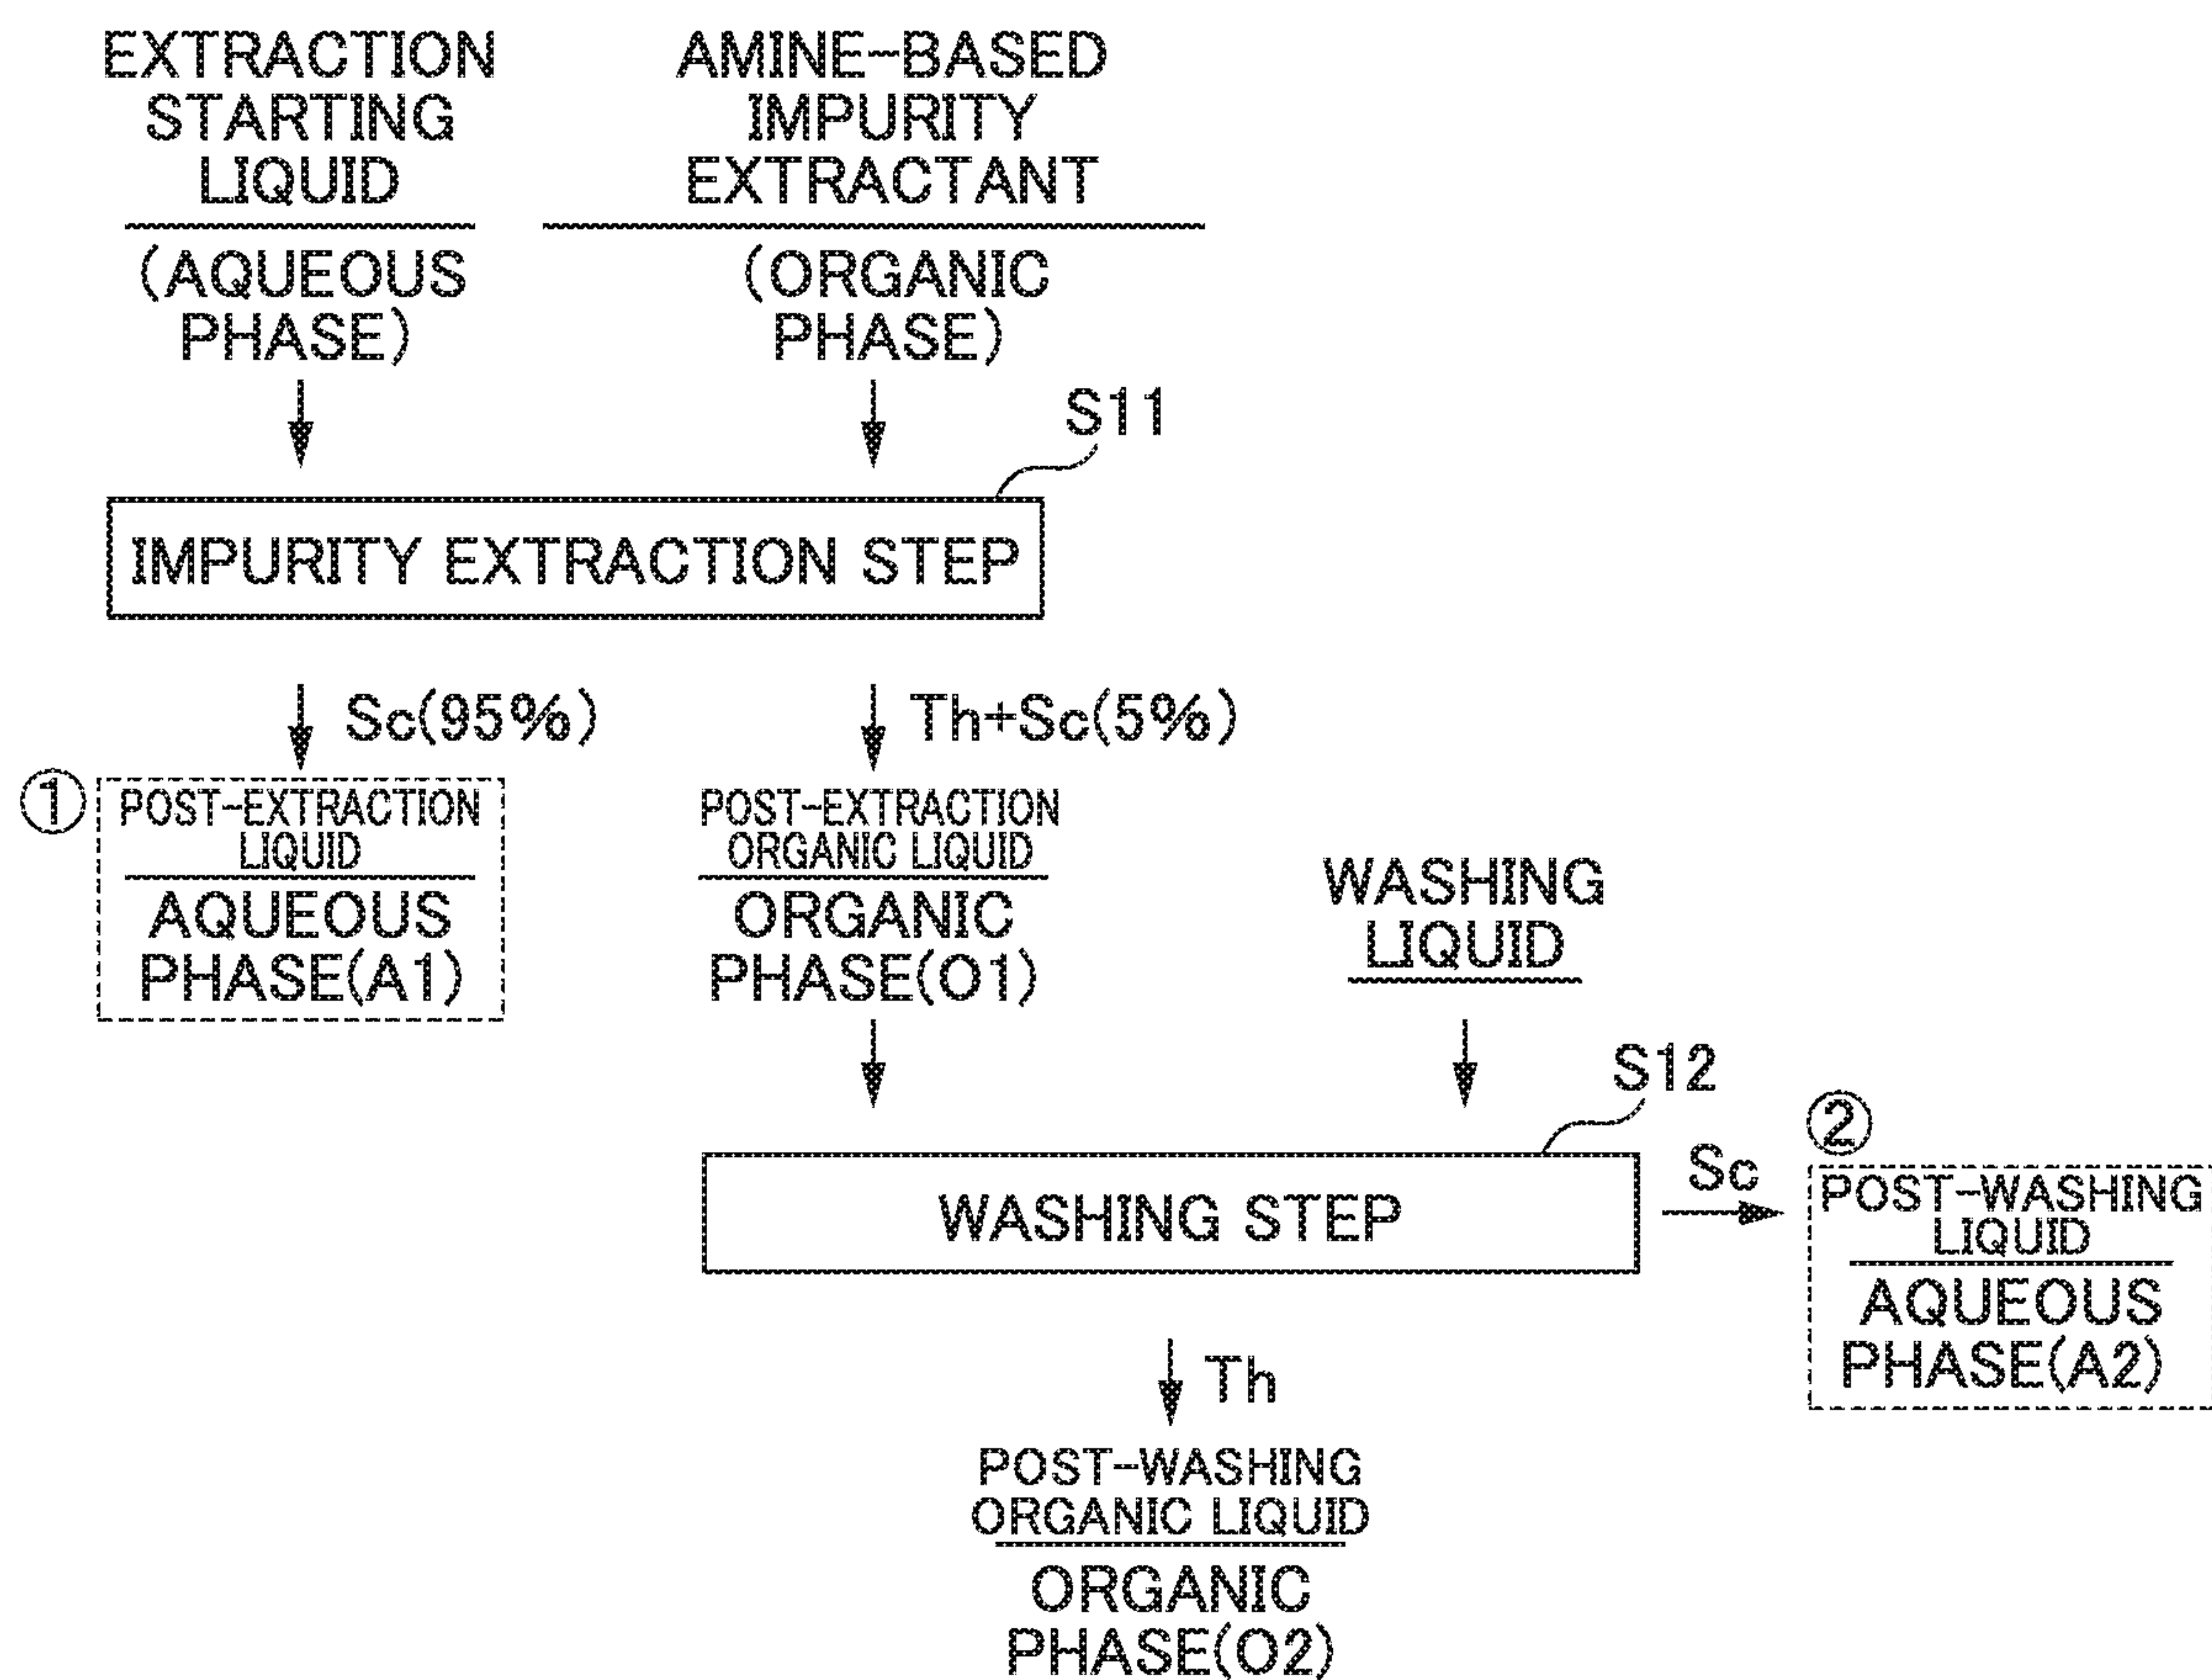 EXTRACTION
STARTING
LIQUID
(AQUEOUS
PHASE)
AMINE-BASED
IMPURITY
EXTRACTANT
(ORGANIC
PHASE)
S11
IMPURITY EXTRACTION STEP
Sc(95%)
Th+Sc(5%)
①
POST-EXTRACTION
LIQUID
AQUEOUS
PHASE(A1)
POST-EXTRACTION
ORGANIC LIQUID
ORGANIC
PHASE(O1)
WASHING
LIQUID
S12
WASHING STEP
Sc
②
POST-WASHING
LIQUID
AQUEOUS
PHASE(A2)
Th
POST-WASHING
ORGANIC LIQUID
ORGANIC
PHASE(O2)